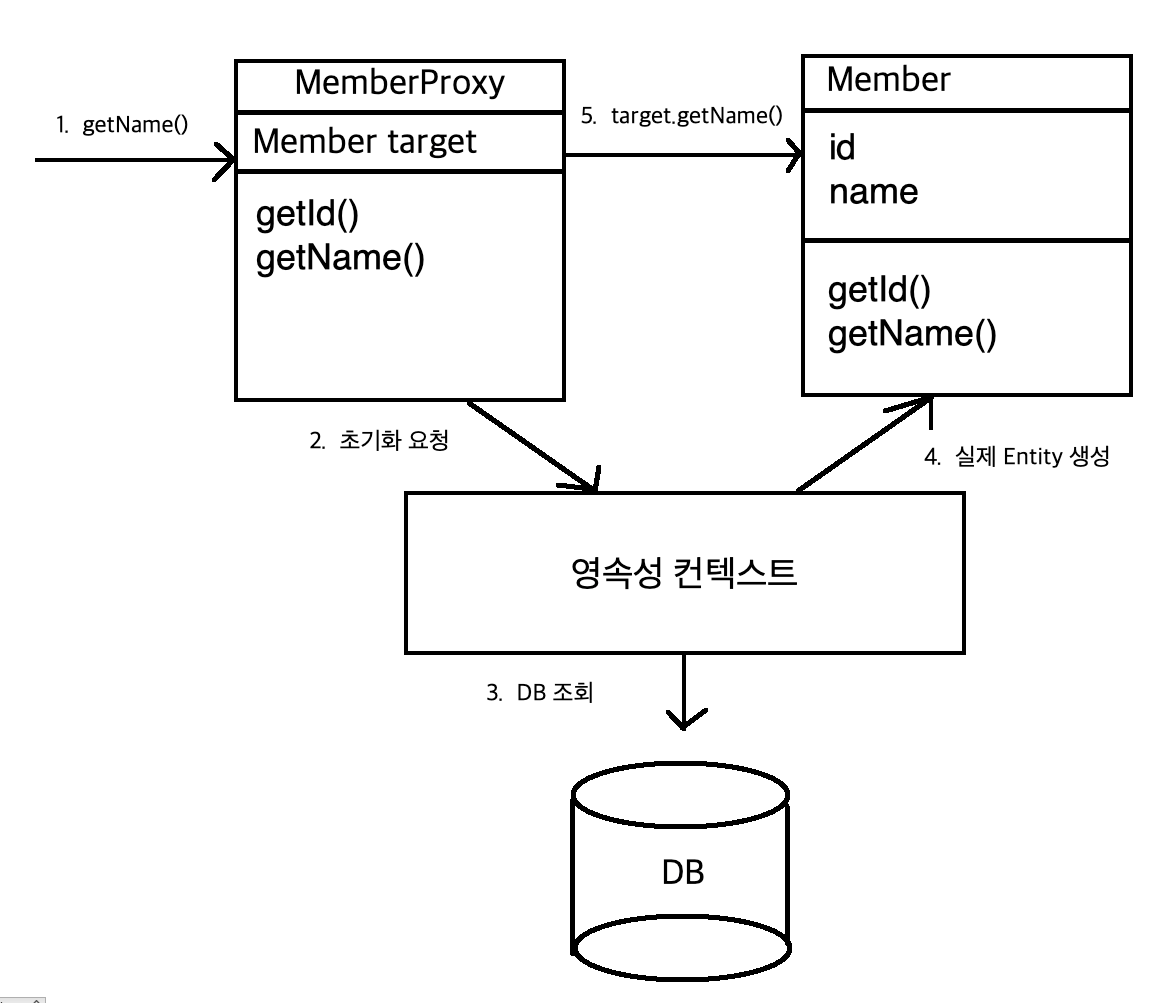 MemberProxy
Member
1. getName()
5. target.getName()
Member target
id
name
getId()
getName()
getId()
getName()
2. 초기화 요청
4. 실제 Entity 생성
영속성 컨텍스트
3. DB 조회
DB